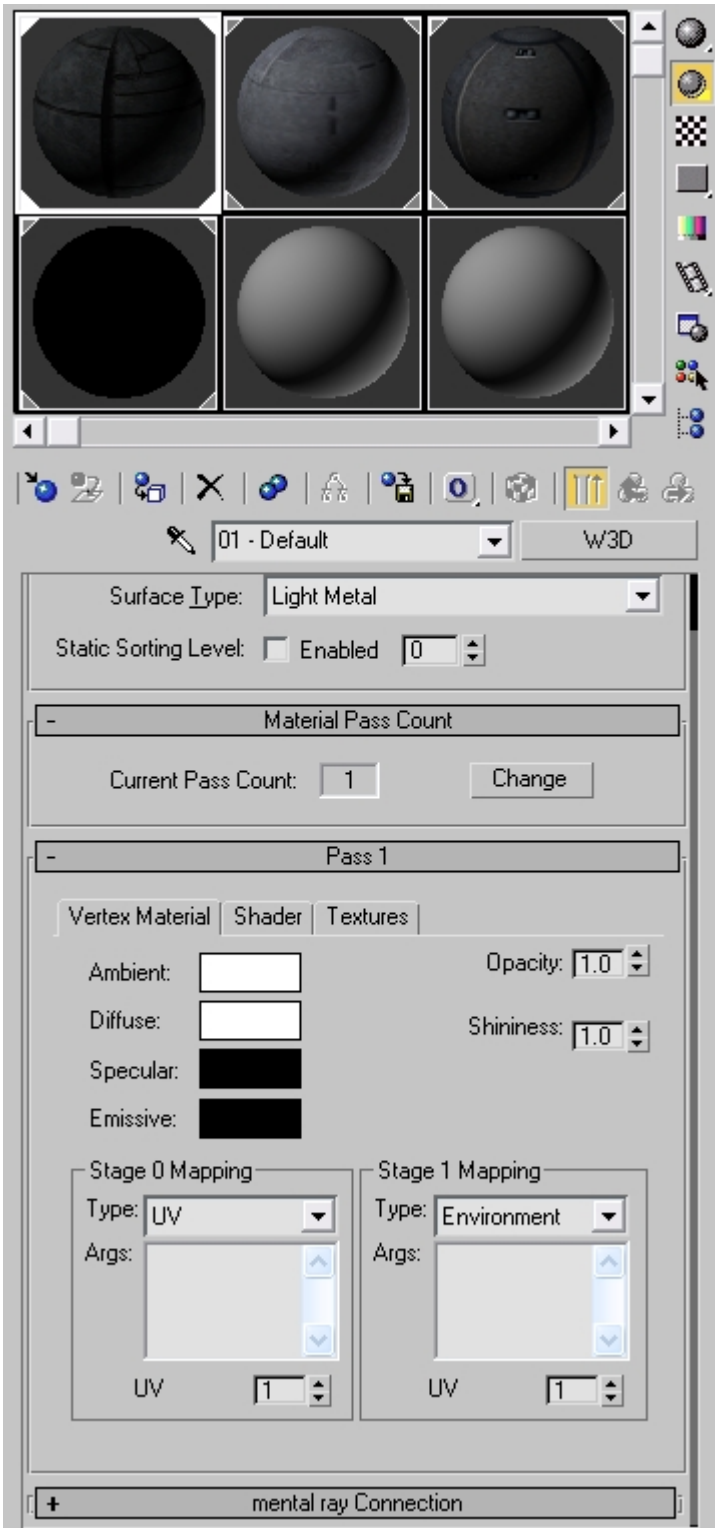 01 - Default
W3D
Surface Type: Light Metal
Static Sorting Level: Enabled 0
- Material Pass Count
Current Pass Count: 1 Change
- Pass 1
Vertex Material Shader Textures
Ambient: Opacity: 1.0
Diffuse: Shininess: 1.0
Specular:
Emissive:
Stage 0 Mapping Stage 1 Mapping
Type: UV Type: Environment
Args: Args:
UV 1 UV 1
+ mental ray Connection